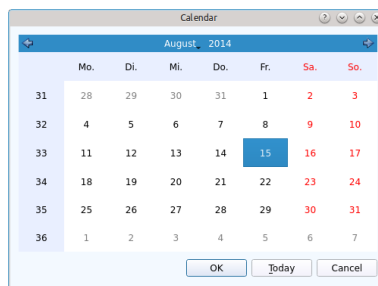 Calendar
August, 2014
Mo. Di. Mi. Do. Fr. Sa. So.
31 28 29 30 31 1 2 3
32 4 5 6 7 8 9 10
33 11 12 13 14 15 16 17
34 18 19 20 21 22 23 24
35 25 26 27 28 29 30 31
36 1 2 3 4 5 6 7
OK Today Cancel